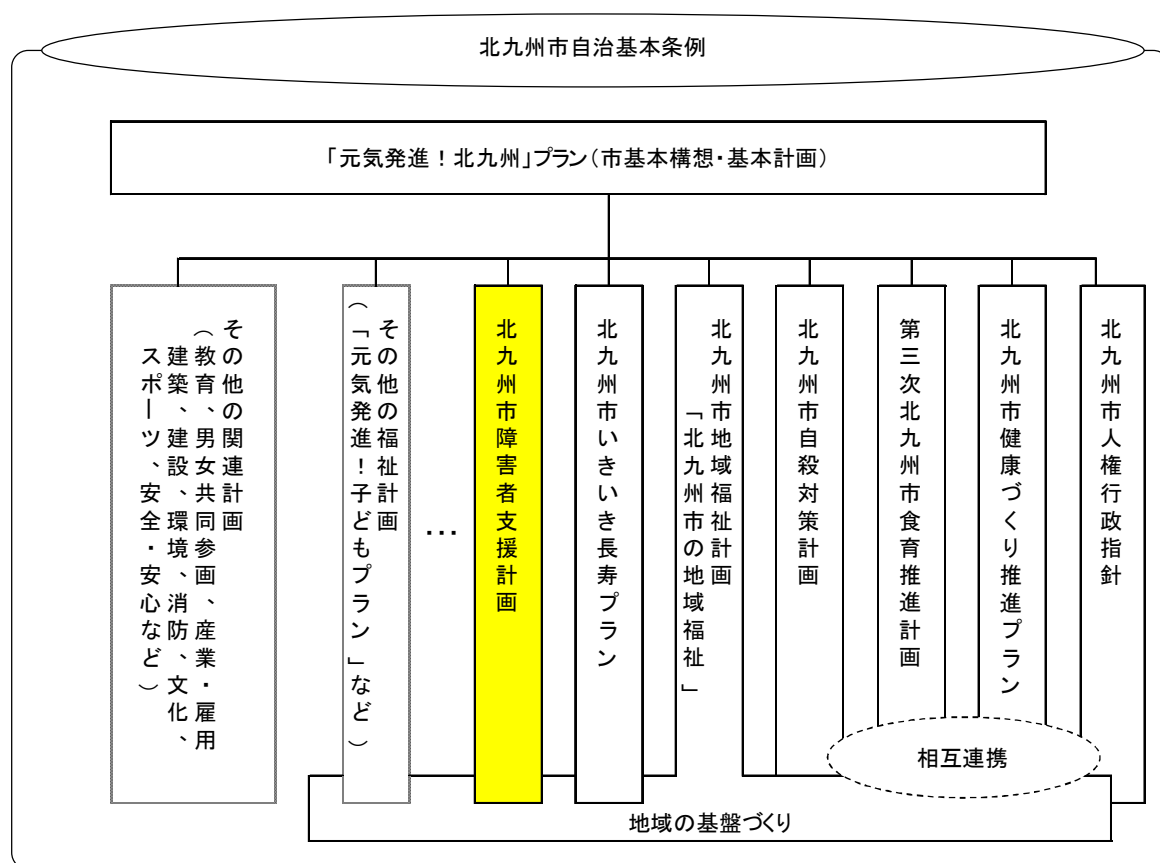 北九州市自治基本条例
「元気発進！北九州」プラン（市基本構想・基本計画）
北九州市人権行政指針
北九州市健康づくり推進プラン
第三次北九州市食育推進計画
北九州市自殺対策計画
北九州市地域福祉計画
「北九州市の地域福祉」
北九州市いきいき長寿プラン
北九州市障害者支援計画
…
その他の福祉計画
（「元気発進！子どもプラン」など）
その他の関連計画
（教育、男女共同参画、産業・雇用
建築、建設、環境、消防、文化、
スポーツ、安全・安心など）
相互連携
地域の基盤づくり